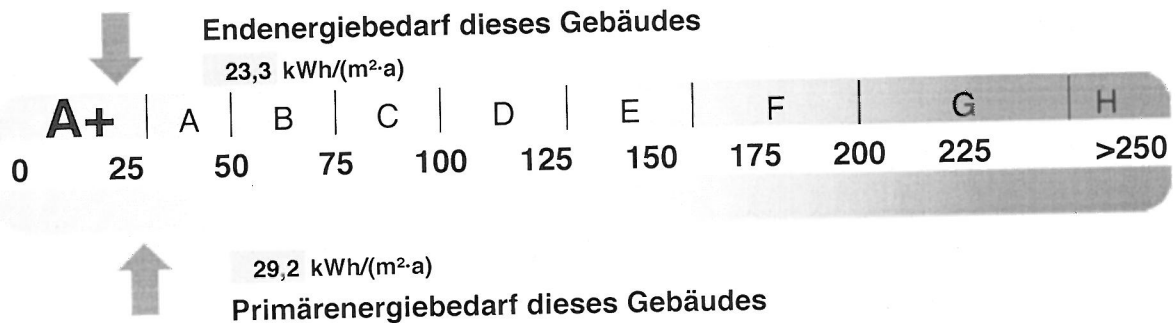 Endenergiebedarf dieses Gebäudes
23,3 kWh/(m²·a)
A+ A B C D E F G H
0 25 50 75 100 125 150 175 200 225 >250
29,2 kWh/(m²·a)
Primärenergiebedarf dieses Gebäudes